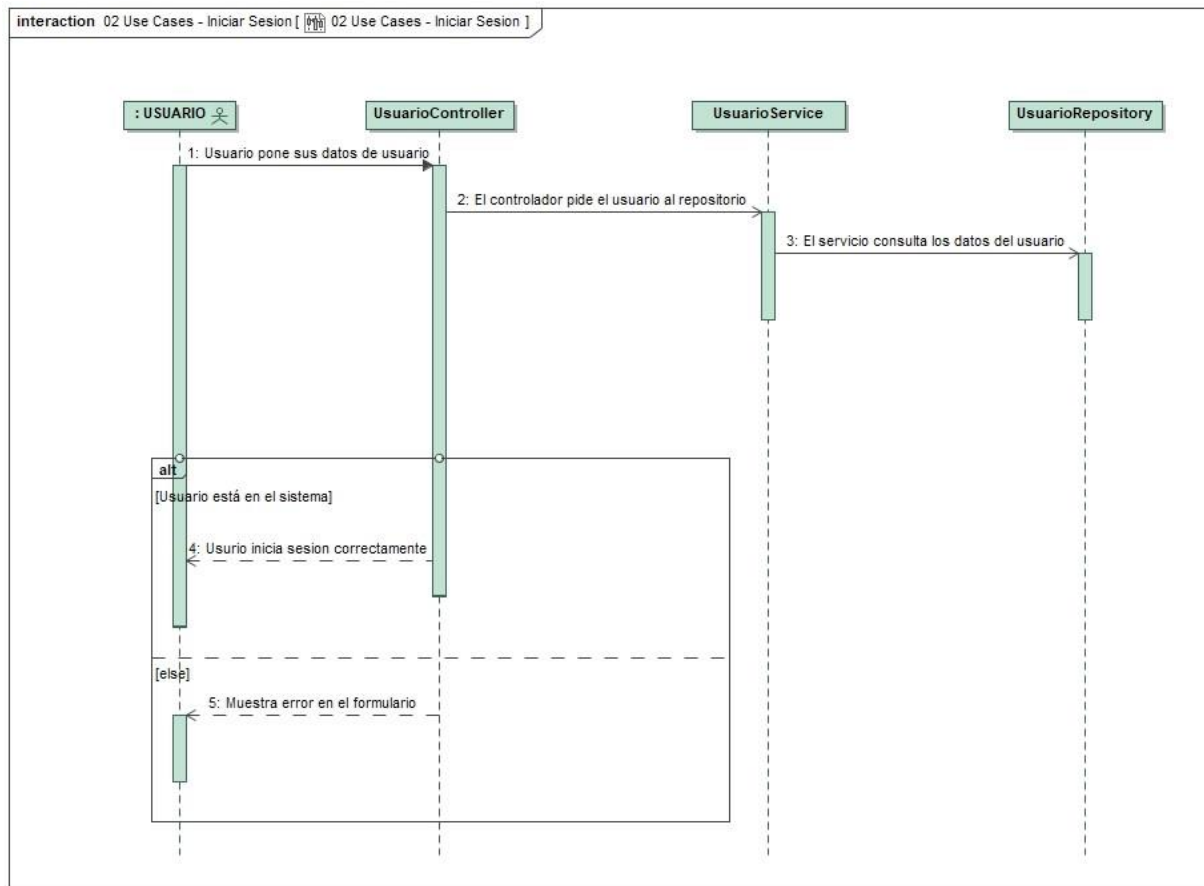 interaction 02 Use Cases - Iniciar Sesion [ 02 Use Cases - Iniciar Sesion ]
: USUARIO
UsuarioController
UsuarioService
UsuarioRepository
1: Usuario pone sus datos de usuario
2: El controlador pide el usuario al repositorio
3: El servicio consulta los datos del usuario
alt
[Usuario está en el sistema]
4: Usurio inicia sesion correctamente
[else]
5: Muestra error en el formulario